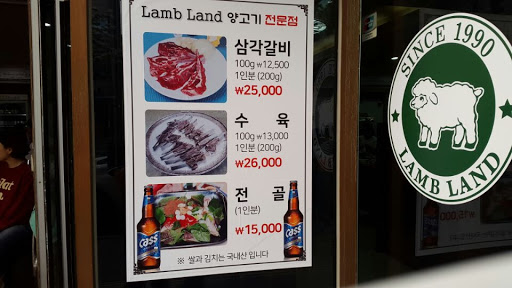 Lamb Land 양고기 전문점
삼각갈비
100g ₩12,500
1인분 (200g)
₩25,000
수 육
100g ₩13,000
1인분 (200g)
₩26,000
전 골
(1인분)
₩15,000
Cass
Cass
※ 쌀과 김치는 국내산 입니다
SINCE 1990
LAMB LAND